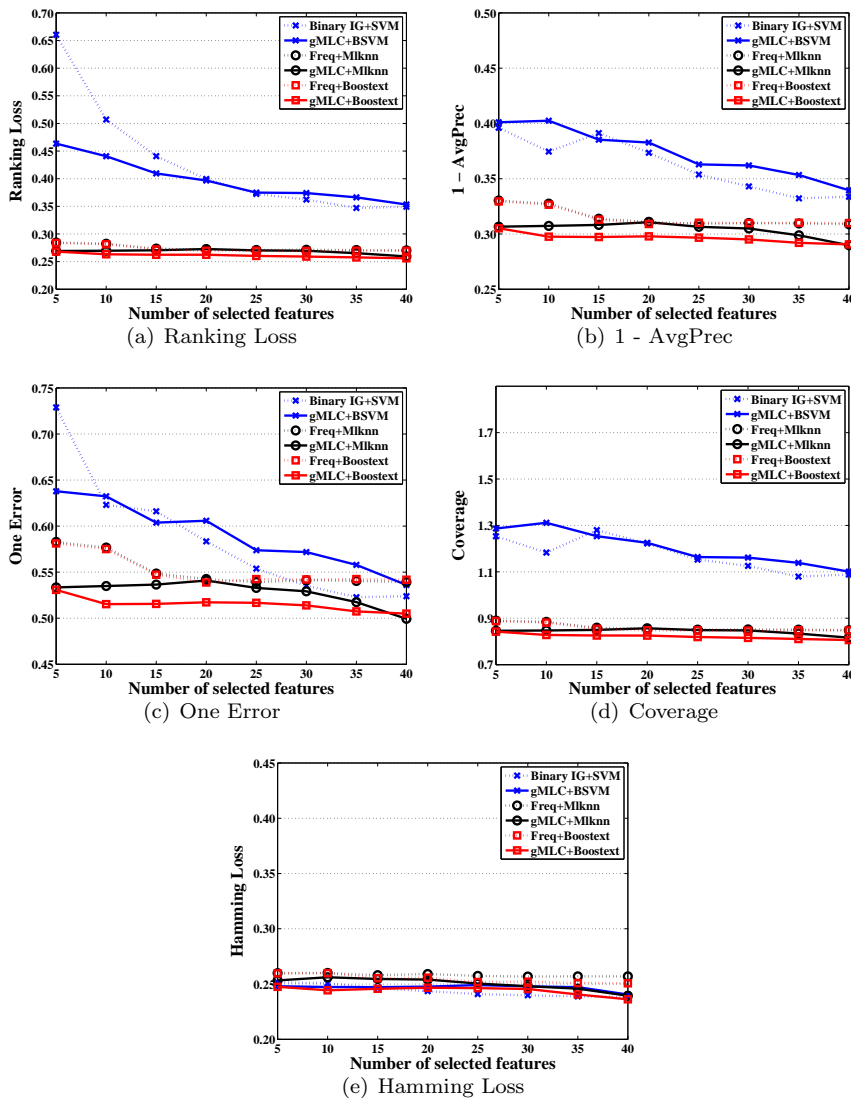 0.70
0.65
0.60
0.55
0.50
0.45
0.40
0.35
0.30
0.25
0.20
Ranking Loss
Binary IG+SVM
gMLC+BSVM
Freq+Mlknn
gMLC+Mlknn
Freq+Boostext
gMLC+Boostext
5 10 15 20 25 30 35 40
Number of selected features
(a) Ranking Loss
0.50
0.45
0.40
0.35
0.30
0.25
1 − AvgPrec
Binary IG+SVM
gMLC+BSVM
Freq+Mlknn
gMLC+Mlknn
Freq+Boostext
gMLC+Boostext
5 10 15 20 25 30 35 40
Number of selected features
(b) 1 - AvgPrec
0.75
0.70
0.65
0.60
0.55
0.50
0.45
One Error
Binary IG+SVM
gMLC+BSVM
Freq+Mlknn
gMLC+Mlknn
Freq+Boostext
gMLC+Boostext
5 10 15 20 25 30 35 40
Number of selected features
(c) One Error
1.7
1.5
1.3
1.1
0.9
0.7
Coverage
Binary IG+SVM
gMLC+BSVM
Freq+Mlknn
gMLC+Mlknn
Freq+Boostext
gMLC+Boostext
5 10 15 20 25 30 35 40
Number of selected features
(d) Coverage
0.45
0.40
0.35
0.30
0.25
0.20
Hamming Loss
Binary IG+SVM
gMLC+BSVM
Freq+Mlknn
gMLC+Mlknn
Freq+Boostext
gMLC+Boostext
5 10 15 20 25 30 35 40
Number of selected features
(e) Hamming Loss